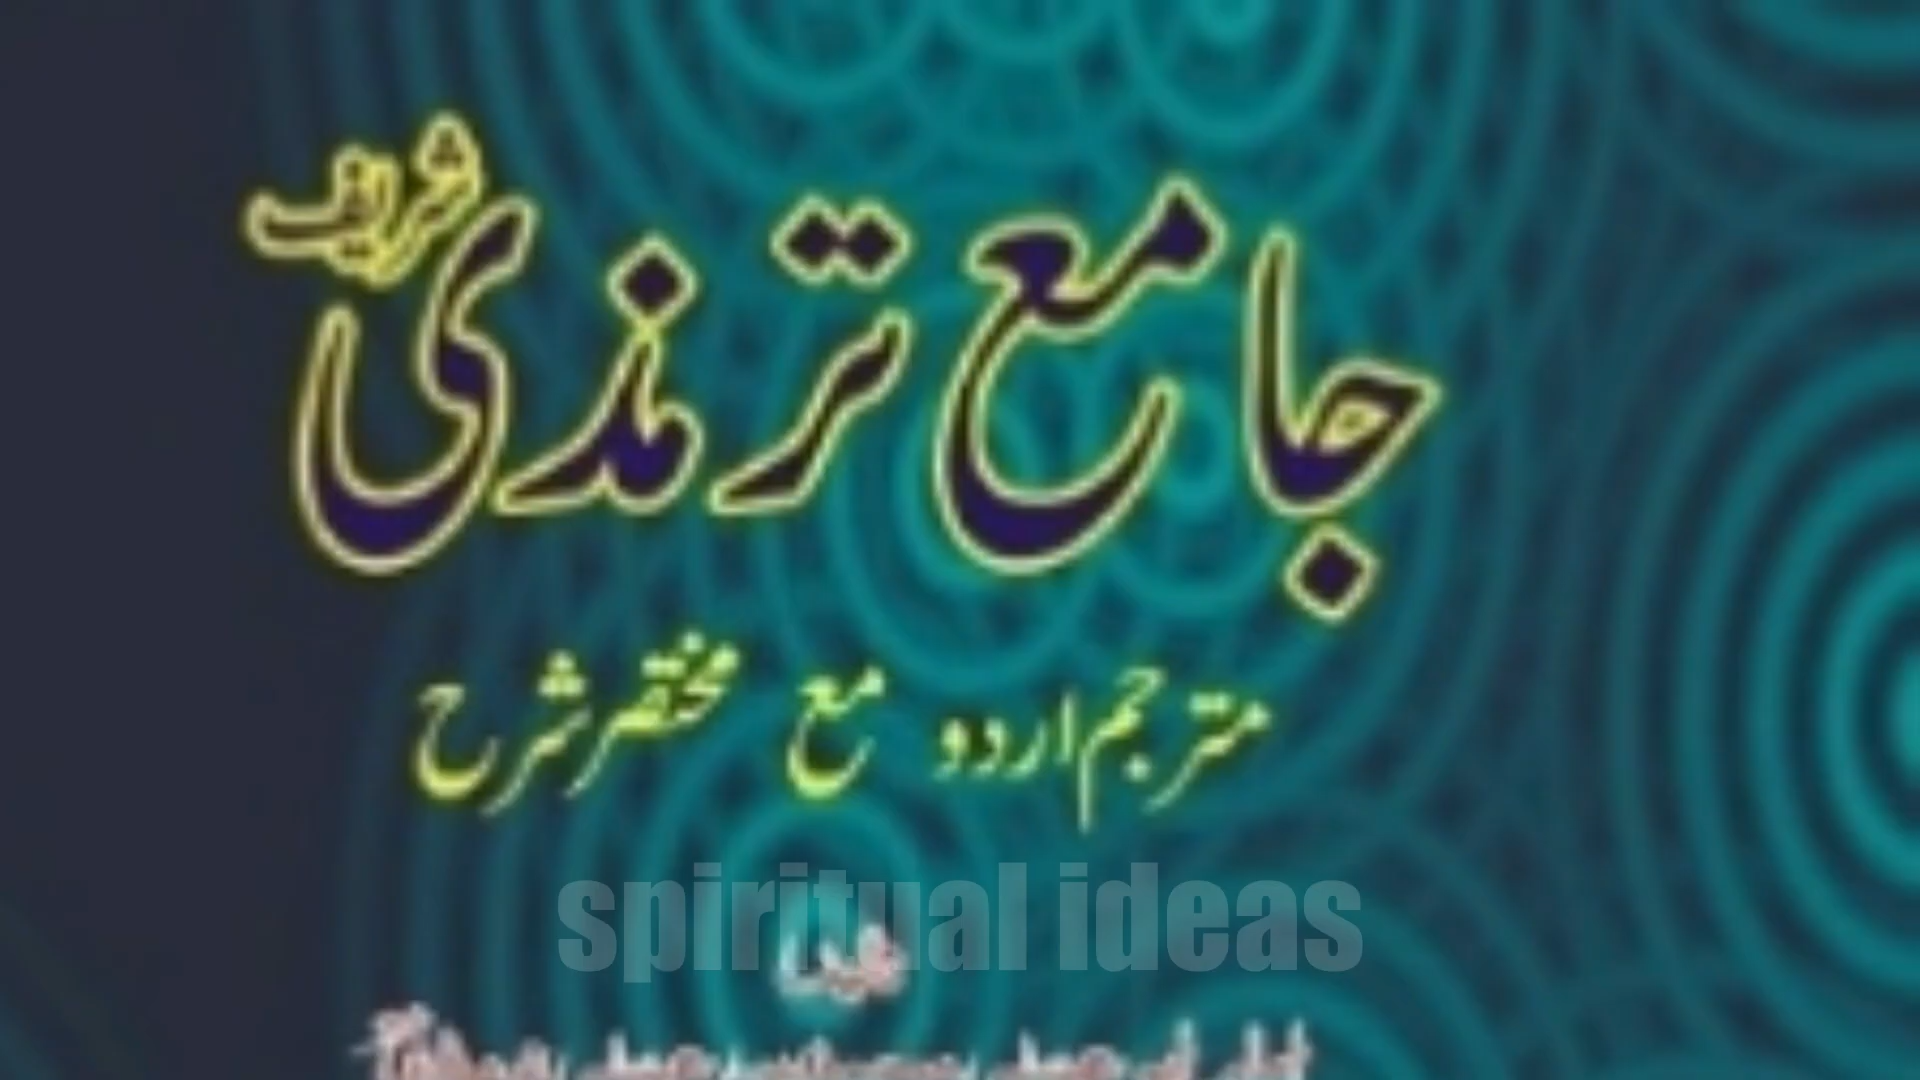 جامع ترمذی شریف
مترجم اردو مع مختصر شرح
spiritual ideas